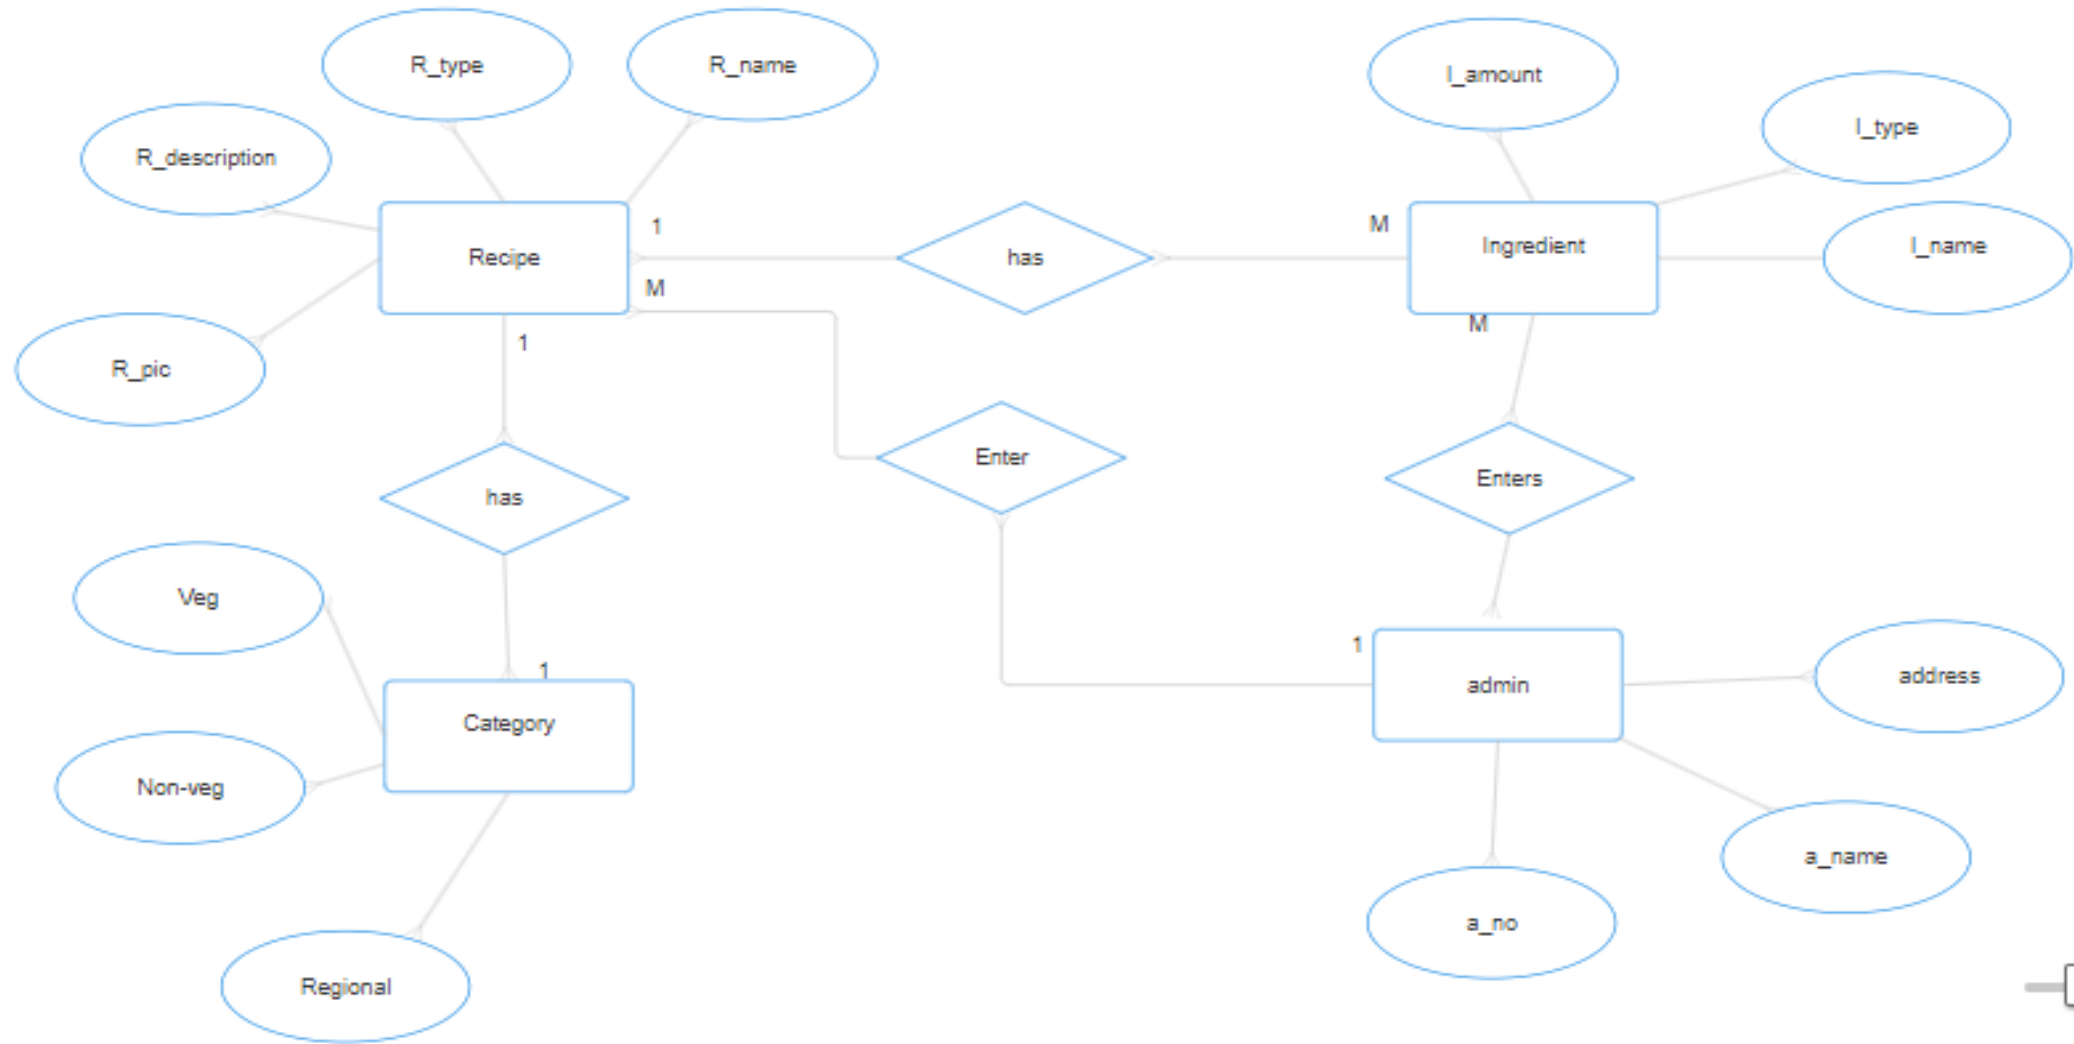 R_type
R_name
I_amount
I_type
R_description
1
M
Recipe
has
Ingredient
I_name
M
M
1
R_pic
Enter
Enters
has
Veg
1
1
Category
admin
address
Non-veg
a_name
a_no
Regional